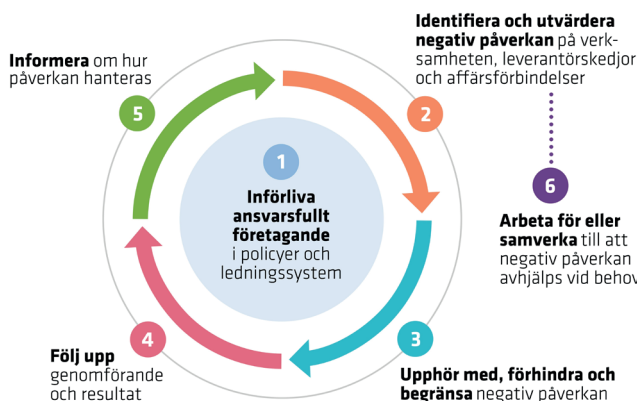 1
Införliva
ansvarsfullt
företagande
i policyer och
ledningssystem
2
Identifiera och utvärdera
negativ påverkan på verk-
samheten, leverantörskedjor
och affärsförbindelser
3
Upphör med, förhindra och
begränsa negativ påverkan
4
Följ upp
genomförande
och resultat
5
Informera om hur
påverkan hanteras
6
Arbeta för eller
samverka till att
negativ påverkan
avhjälps vid behov